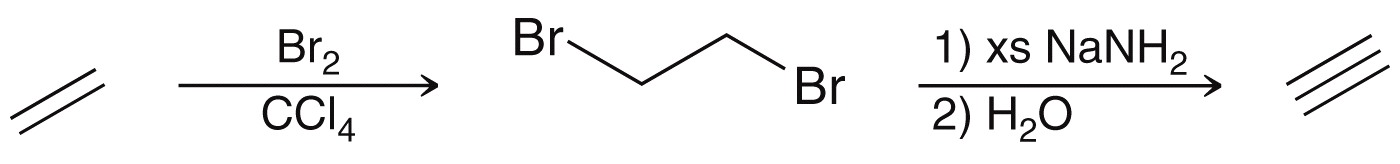 Br₂
CCl₄
Br
Br
1) xs NaNH₂
2) H₂O